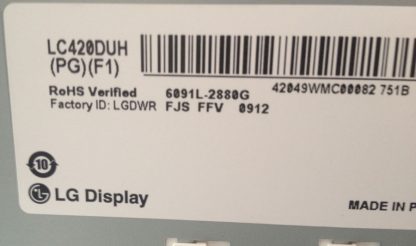 LC420DUH
(PG)(F1)
RoHS Verified 6091L-2880G 42049WMC00082 751B
Factory ID: LGDWR FJS FFV 0912
10
LG Display
MADE IN P